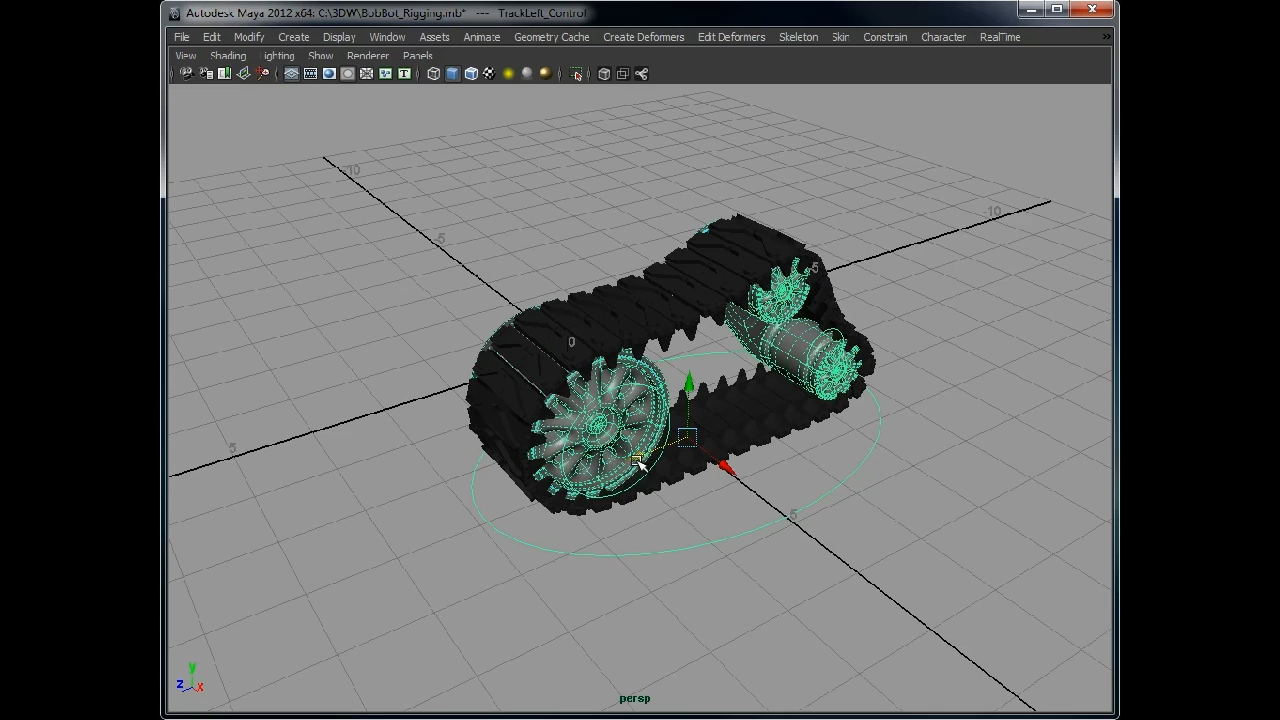 Autodesk Maya 2012 x64: C:\3DW\BobBot_Rigging.mb* --- TrackLeft_Control
File Edit Modify Create Display Window Assets Animate Geometry Cache Create Deformers Edit Deformers Skeleton Skin Constrain Character RealTime »
View Shading Lighting Show Renderer Panels
T
-10
-10
-5
-5
0
5
5
y
z x
persp